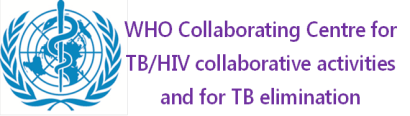 WHO Collaborating Centre for
TB/HIV collaborative activities
and for TB elimination